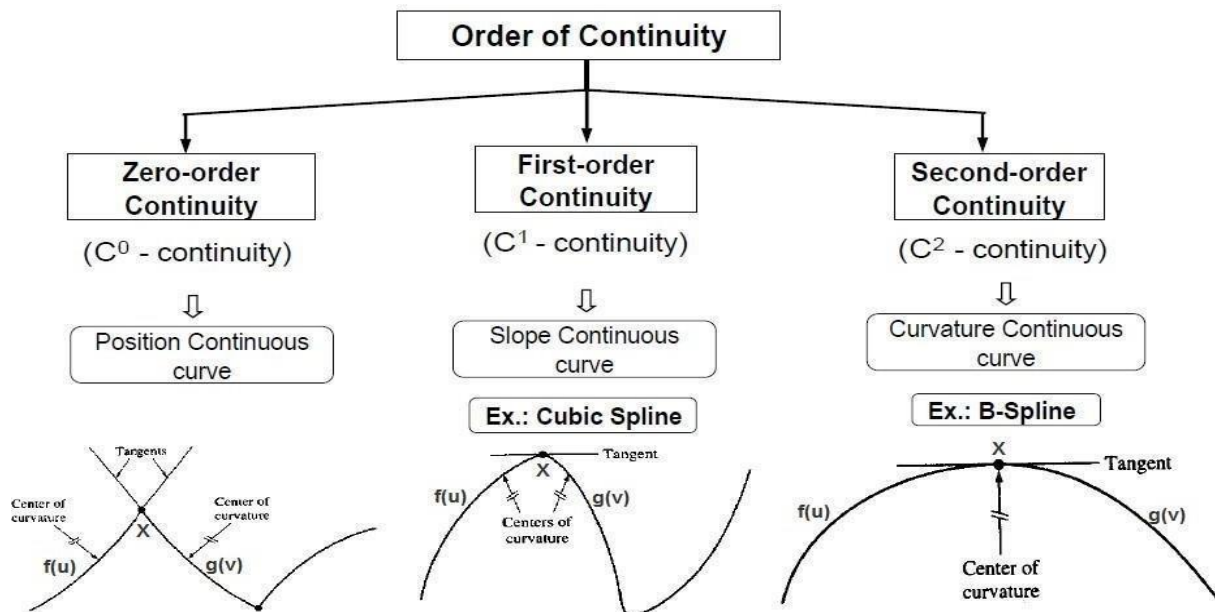 Order of Continuity
Zero-order
Continuity
(C⁰ - continuity)
Position Continuous
curve
Tangents
Center of
curvature
Center of
curvature
X
f(u)
g(v)
First-order
Continuity
(C¹ - continuity)
Slope Continuous
curve
Ex.: Cubic Spline
X
Tangent
f(u)
g(v)
Centers of
curvature
Second-order
Continuity
(C² - continuity)
Curvature Continuous
curve
Ex.: B-Spline
X
Tangent
f(u)
g(v)
Center of
curvature